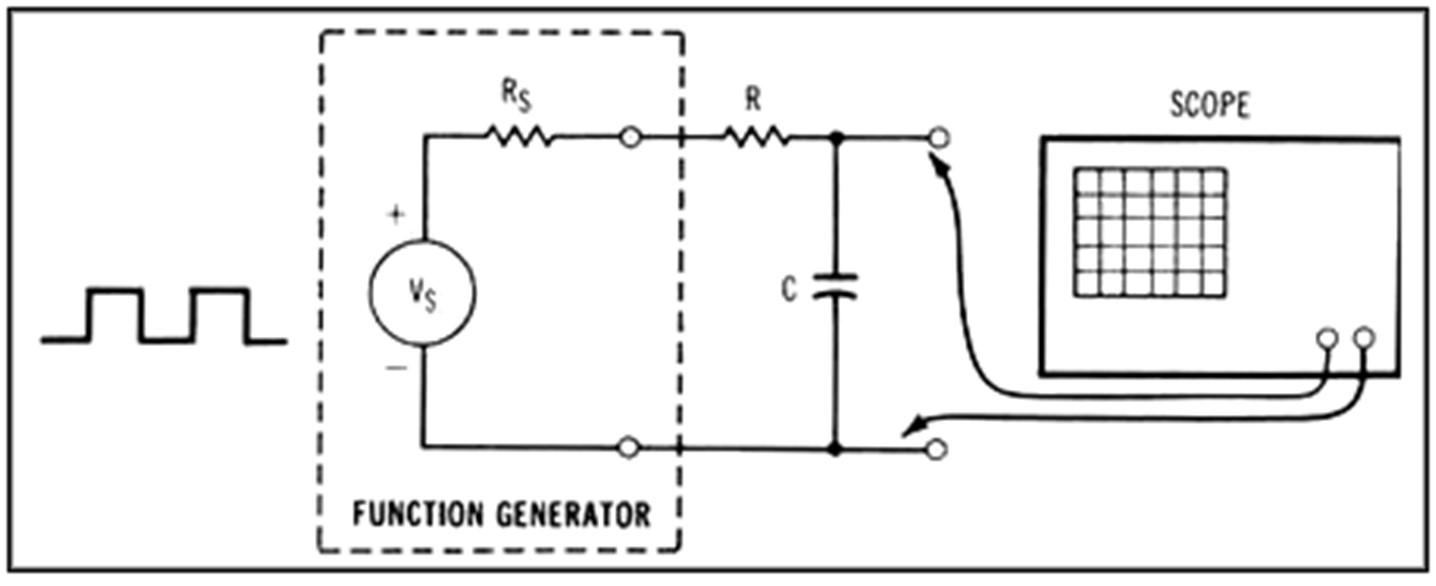 R_S
R
SCOPE
+
V_S
C
−
FUNCTION GENERATOR